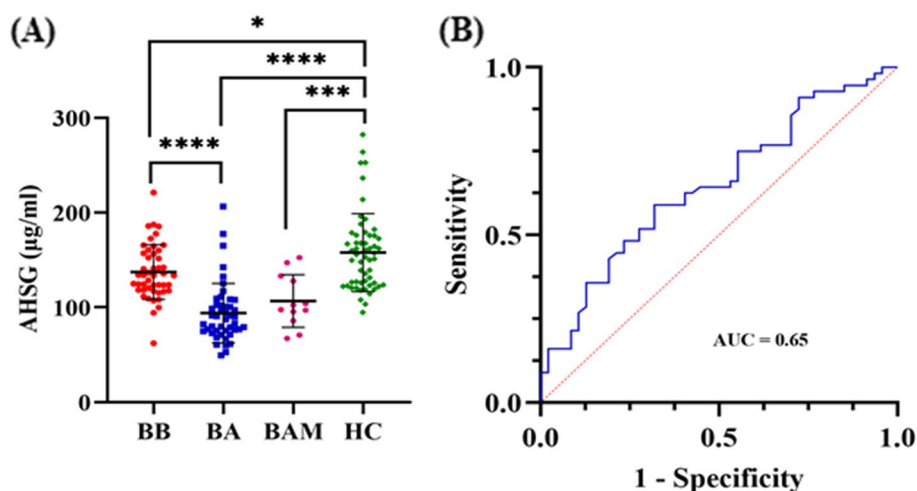 (A)
*
****
***
****
AHSG (µg/ml)
300
200
100
0
BB BA BAM HC
(B)
Sensitivity
1.0
0.5
0.0
AUC = 0.65
0.0 0.5 1.0
1 - Specificity